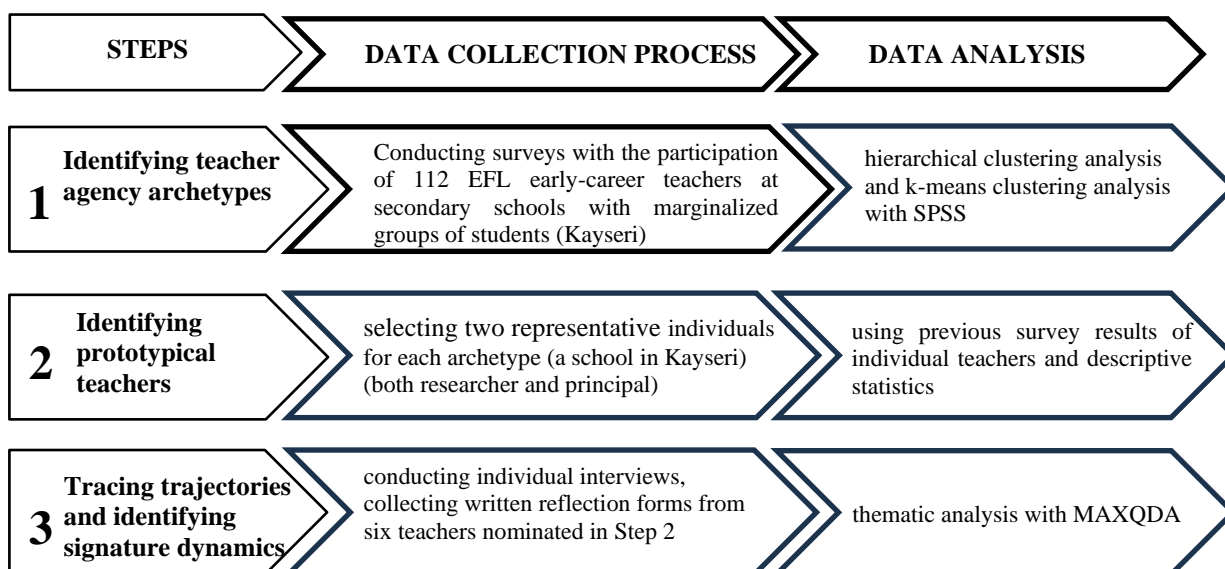 STEPS
DATA COLLECTION PROCESS
DATA ANALYSIS
1
Identifying teacher
agency archetypes
Conducting surveys with the participation
of 112 EFL early-career teachers at
secondary schools with marginalized
groups of students (Kayseri)
hierarchical clustering analysis
and k-means clustering analysis
with SPSS
2
Identifying
prototypical
teachers
selecting two representative individuals
for each archetype (a school in Kayseri)
(both researcher and principal)
using previous survey results of
individual teachers and descriptive
statistics
3
Tracing trajectories
and identifying
signature dynamics
conducting individual interviews,
collecting written reflection forms from
six teachers nominated in Step 2
thematic analysis with MAXQDA